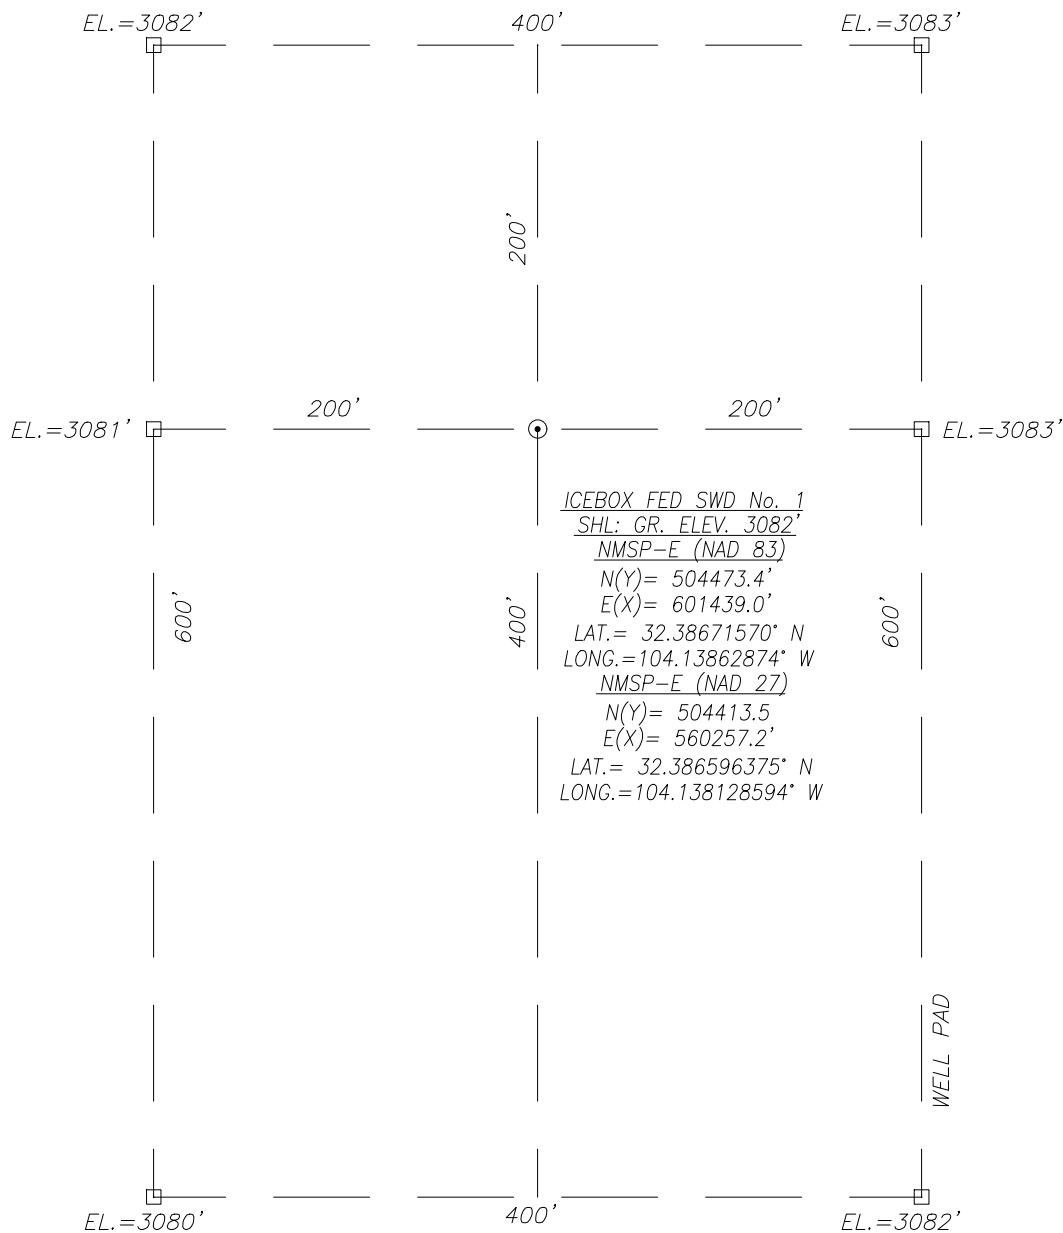 EL.=3082'
400'
EL.=3083'
200'
200'
200'
EL.=3081'
EL.=3083'
ICEBOX FED SWD No. 1
SHL: GR. ELEV. 3082'
NMSP-E (NAD 83)
N(Y)= 504473.4'
E(X)= 601439.0'
LAT.= 32.38671570° N
LONG.=104.13862874° W
NMSP-E (NAD 27)
N(Y)= 504413.5
E(X)= 560257.2'
LAT.= 32.386596375° N
LONG.=104.138128594° W
600'
400'
600'
WELL PAD
EL.=3080'
400'
EL.=3082'